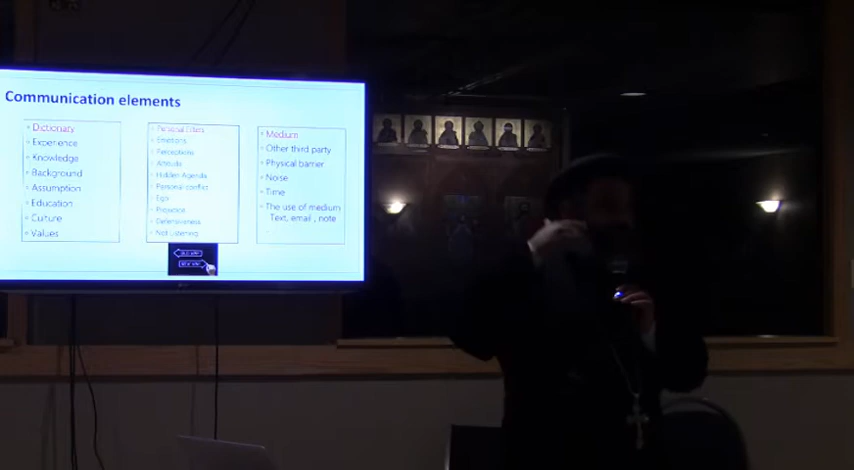 Communication elements
Dictionary
Experience
Knowledge
Background
Assumption
Education
Culture
Values
Personal Filters
Emotions
Perceptions
Attitude
Hidden Agenda
Personal conflict
Ego
Prejudice
Defensiveness
Not Listening
Medium
Other third party
Physical barrier
Noise
Time
The use of medium
Text, email , note